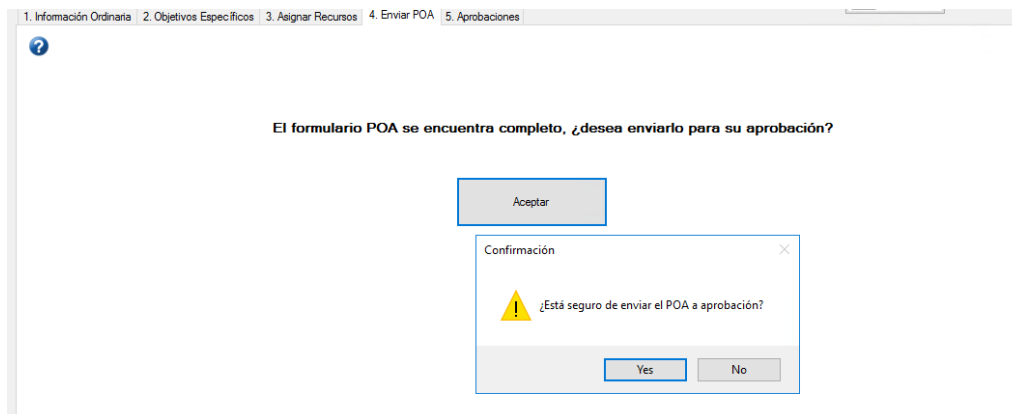 1. Información Ordinaria 2. Objetivos Específicos 3. Asignar Recursos 4. Enviar POA 5. Aprobaciones
?
El formulario POA se encuentra completo, ¿desea enviarlo para su aprobación?
Aceptar
Confirmación
¿Está seguro de enviar el POA a aprobación?
Yes No